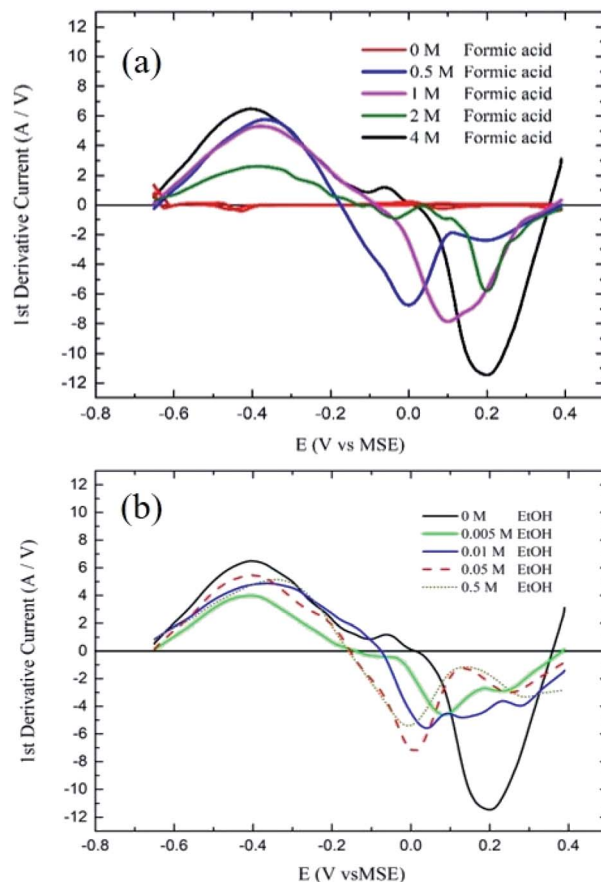 (a)
0 M Formic acid
0.5 M Formic acid
1 M Formic acid
2 M Formic acid
4 M Formic acid
1st Derivative Current (A / V)
8
6
4
2
0
-2
-4
-6
-8
-10
-12
-0.8 -0.6 -0.4 -0.2 0.0 0.2 0.4
E (V vs MSE)
(b)
0 M EtOH
0.005 M EtOH
0.01 M EtOH
0.05 M EtOH
0.5 M EtOH
1st Derivative Current (A / V)
12
10
8
6
4
2
0
-2
-4
-6
-8
-10
-12
-0.8 -0.6 -0.4 -0.2 0.0 0.2 0.4
E (V vsMSE)